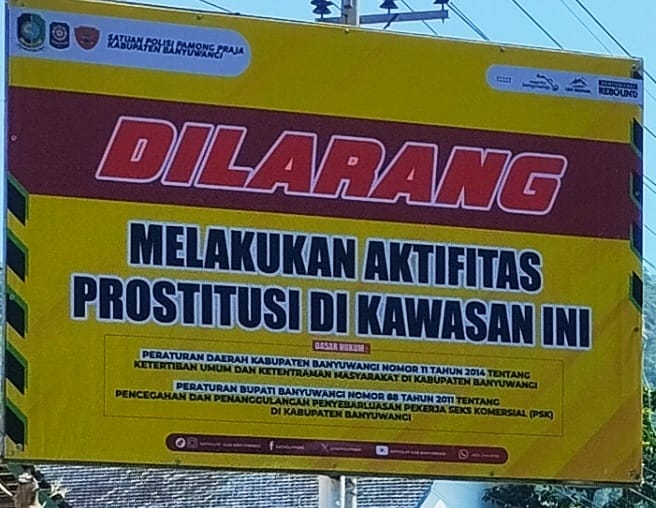 SATUAN POLISI PAMONG PRAJA
KABUPATEN BANYUWANGI
REBOUND
DILARANG
MELAKUKAN AKTIFITAS
PROSTITUSI DI KAWASAN INI
DASAR HUKUM :
PERATURAN DAERAH KABUPATEN BANYUWANGI NOMOR 11 TAHUN 2014 TENTANG
KETERTIBAN UMUM DAN KETENTRAMAN MASYARAKAT DI KABUPATEN BANYUWANGI
PERATURAN BUPATI BANYUWANGI NOMOR 88 TAHUN 2011 TENTANG
PENCEGAHAN DAN PENANGGULANGAN PENYEBARLUASAN PEKERJA SEKS KOMERSIAL (PSK)
DI KABUPATEN BANYUWANGI